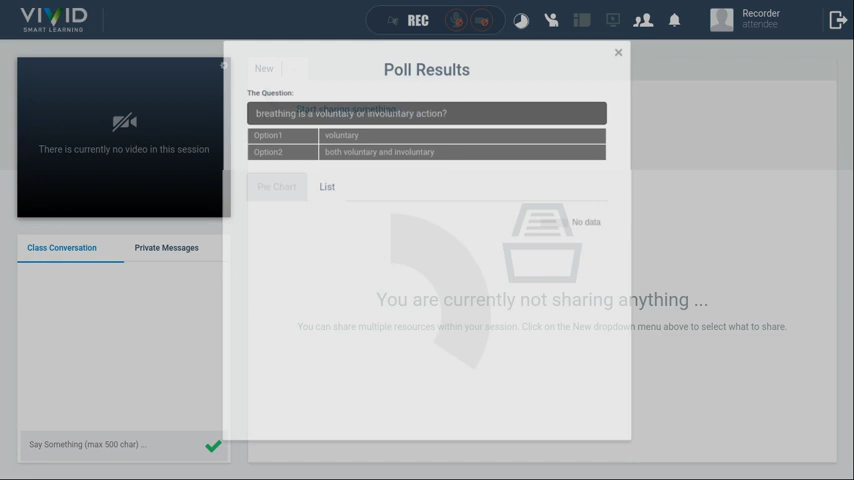 VIVID
SMART LEARNING
REC
Recorder
attendee
New
Poll Results
The Question:
Start sharing something
breathing is a voluntary or involuntary action?
Option1 voluntary
Option2 both voluntary and involuntary
There is currently no video in this session
Pie Chart List
No data
Class Conversation Private Messages
You are currently not sharing anything ...
You can share multiple resources within your session. Click on the New dropdown menu above to select what to share.
Say Something (max 500 char) ...